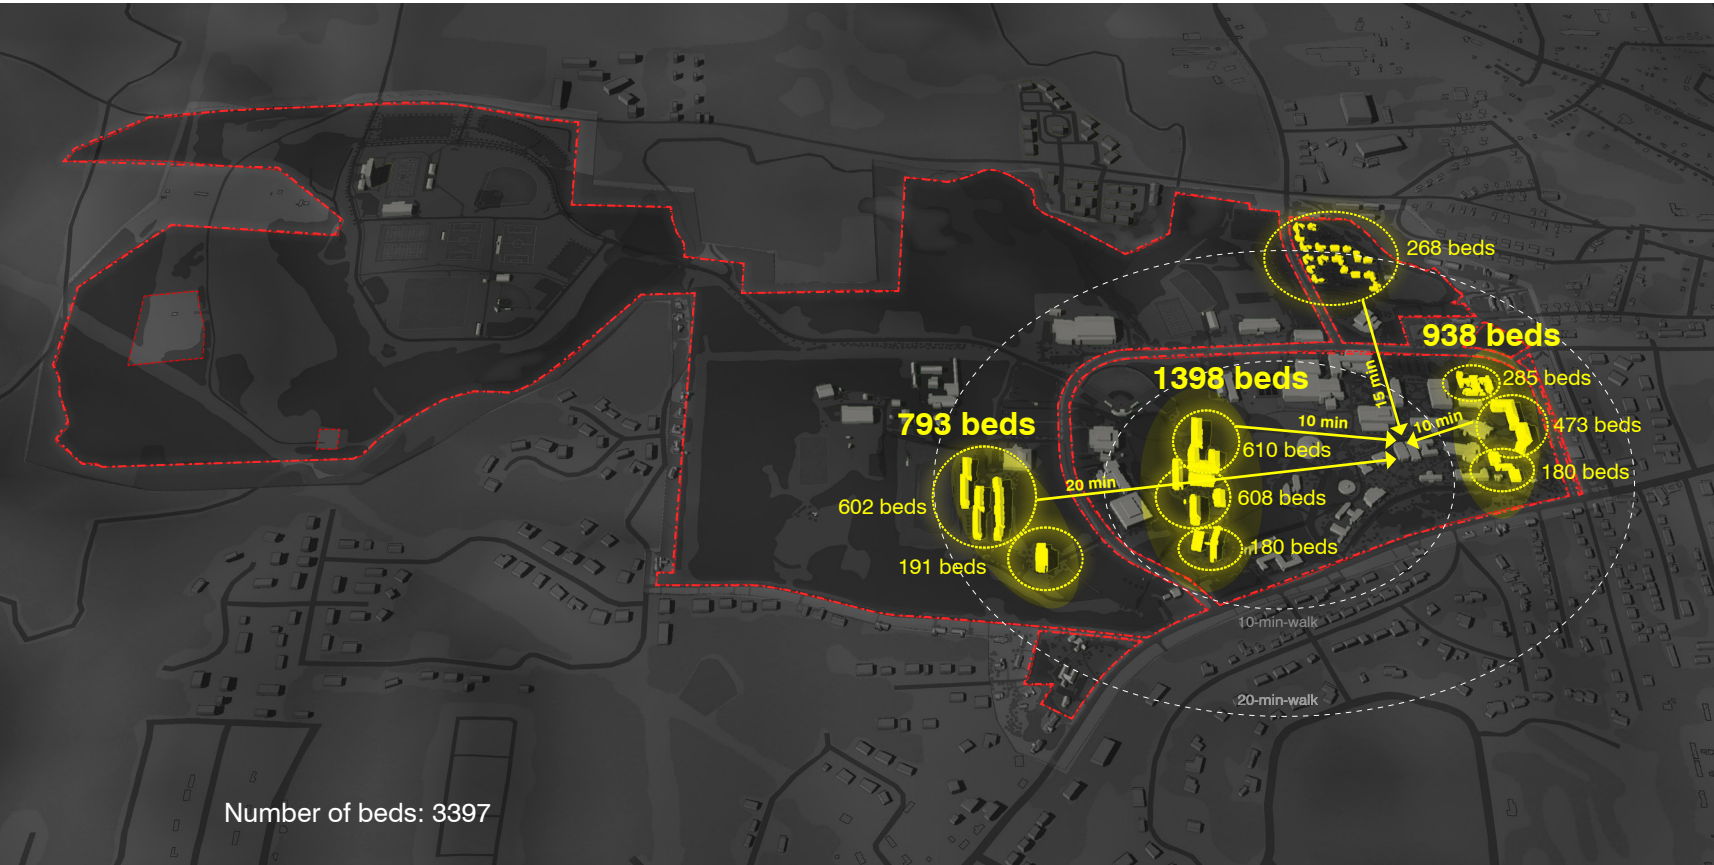 268 beds
938 beds
15 min
1398 beds
285 beds
793 beds
10 min
10 min
473 beds
610 beds
180 beds
20 min
602 beds
608 beds
180 beds
191 beds
10-min-walk
20-min-walk
Number of beds: 3397